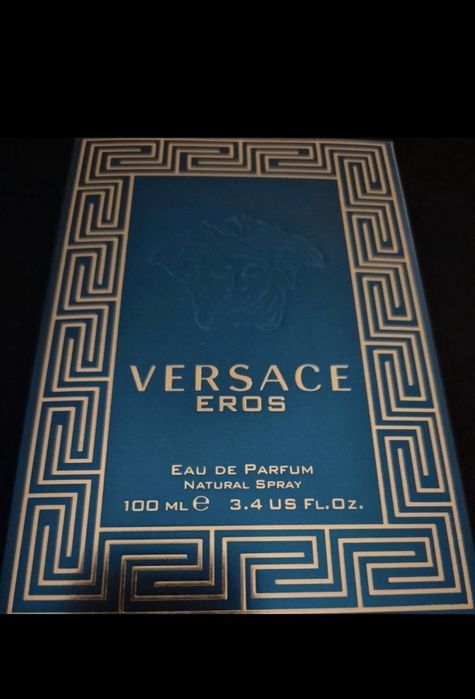 VERSACE
EROS
EAU DE PARFUM
NATURAL SPRAY
100 ML ℮ 3.4 US FL.OZ.